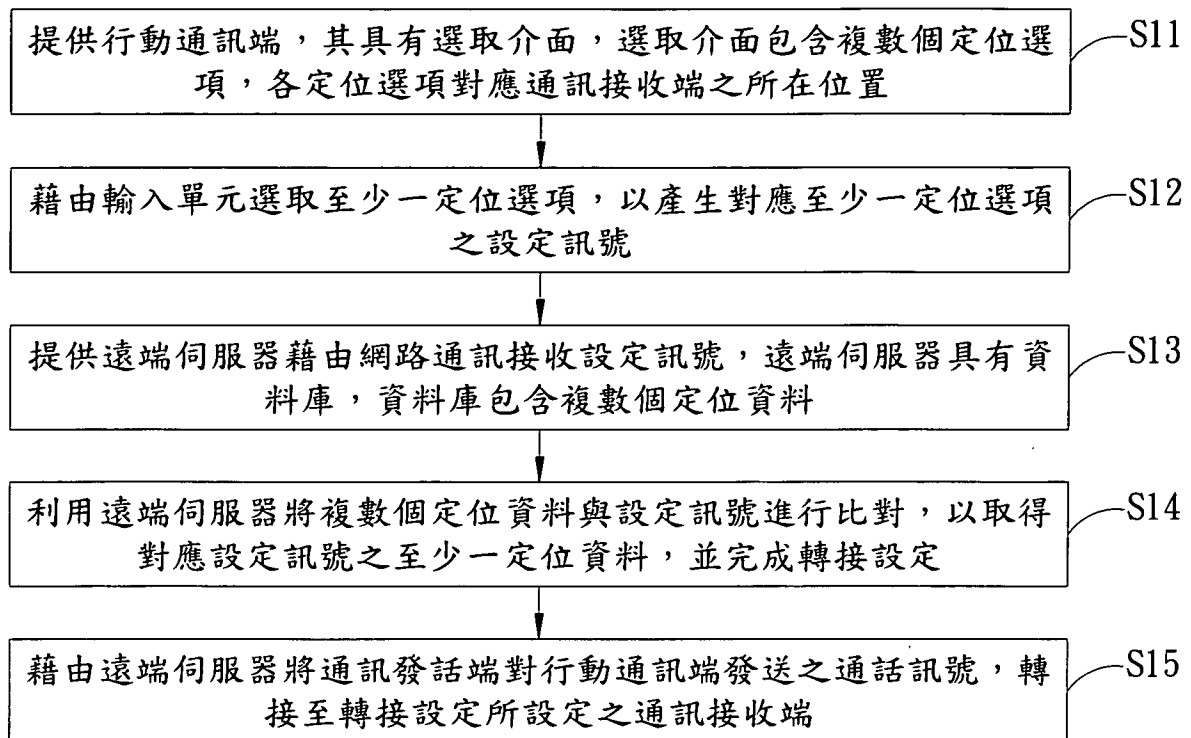 提供行動通訊端，其具有選取介面，選取介面包含複數個定位選
項，各定位選項對應通訊接收端之所在位置
S11
藉由輸入單元選取至少一定位選項，以產生對應至少一定位選項
之設定訊號
S12
提供遠端伺服器藉由網路通訊接收設定訊號，遠端伺服器具有資
料庫，資料庫包含複數個定位資料
S13
利用遠端伺服器將複數個定位資料與設定訊號進行比對，以取得
對應設定訊號之至少一定位資料，並完成轉接設定
S14
藉由遠端伺服器將通訊發話端對行動通訊端發送之通話訊號，轉
接至轉接設定所設定之通訊接收端
S15